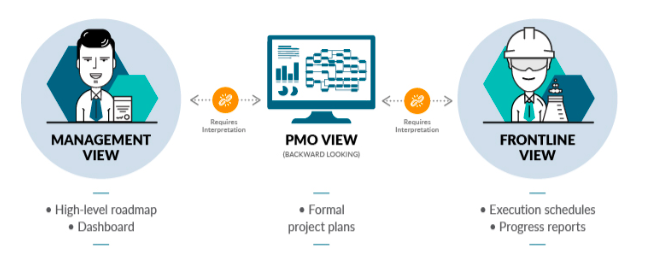 Requires
Interpretation
Requires
Interpretation
MANAGEMENT
VIEW
PMO VIEW
(BACKWARD LOOKING)
FRONTLINE
VIEW
• High-level roadmap
• Dashboard
• Formal
project plans
• Execution schedules
• Progress reports